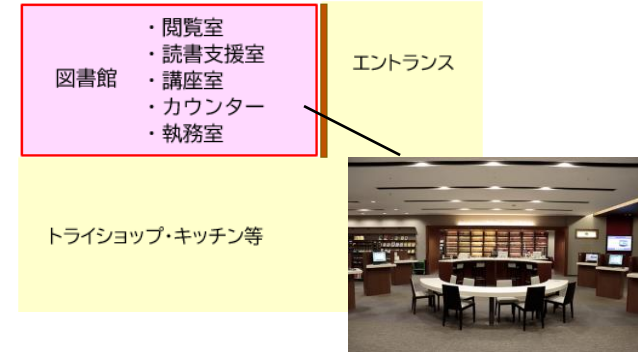 図書館
・閲覧室
・読書支援室
・講座室
・カウンター
・執務室
エントランス
トライショップ・キッチン等